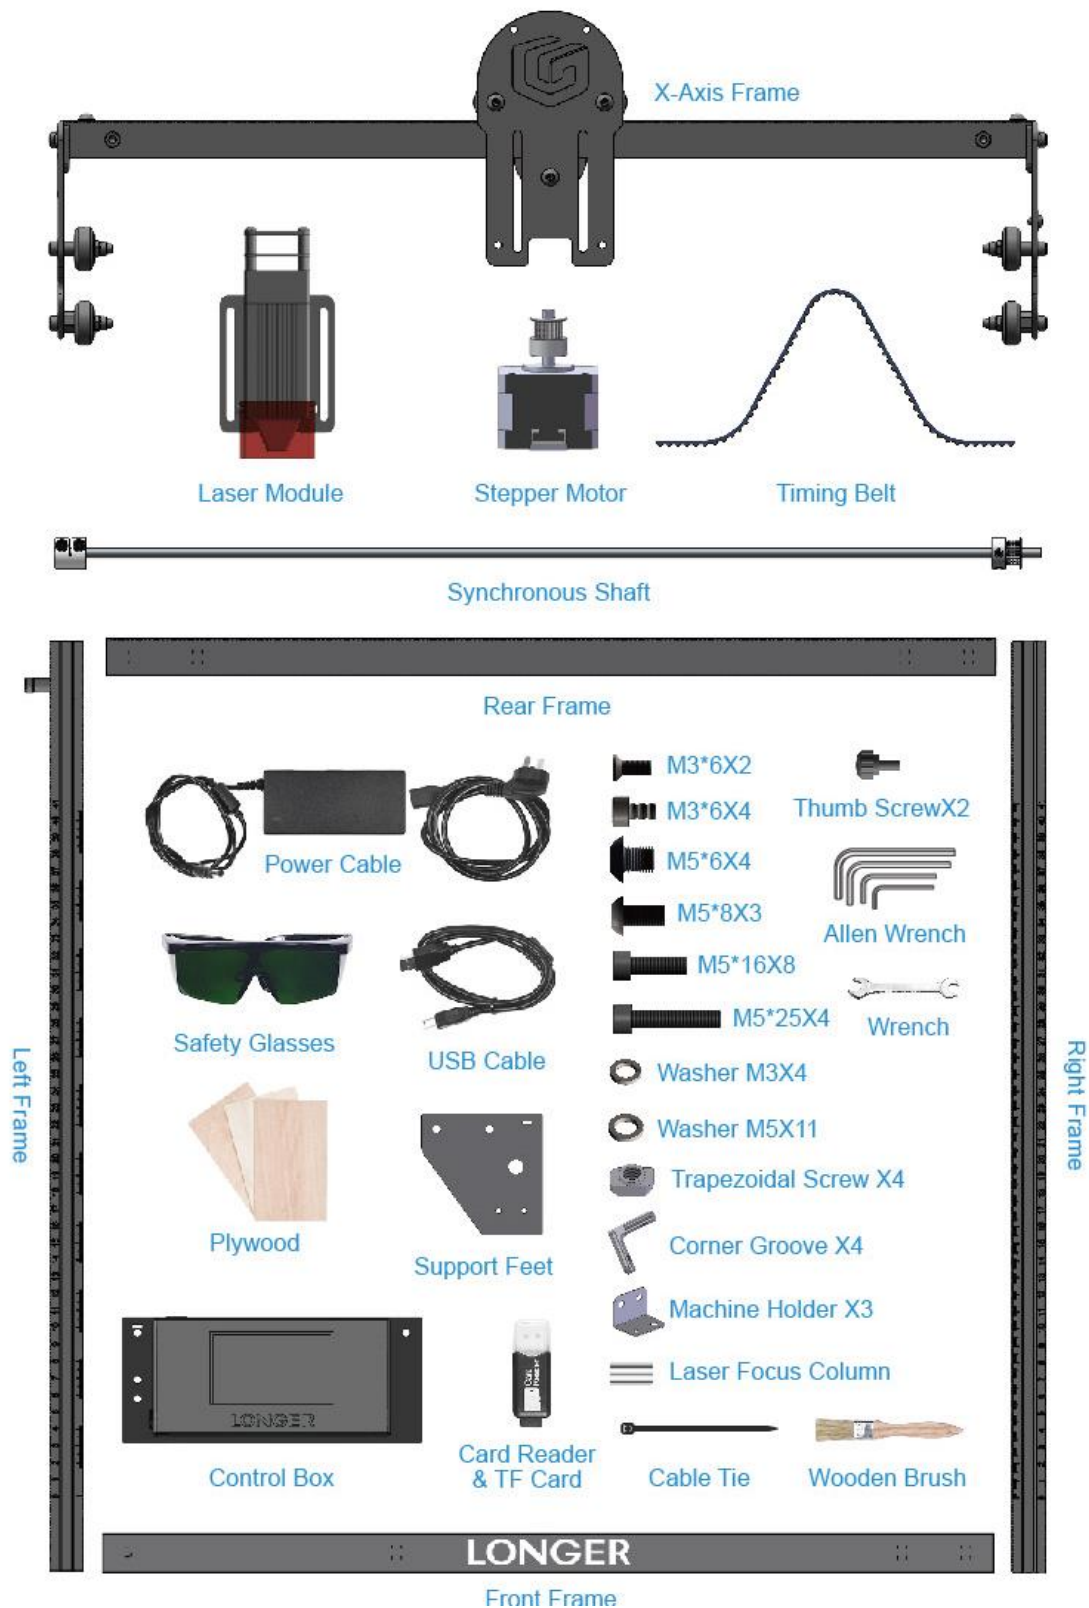 X-Axis Frame
Laser Module
Stepper Motor
Timing Belt
Synchronous Shaft
Rear Frame
Left Frame
Right Frame
Power Cable
M3*6X2
M3*6X4
M5*6X4
M5*8X3
M5*16X8
M5*25X4
Thumb ScrewX2
Allen Wrench
Wrench
Safety Glasses
USB Cable
Washer M3X4
Washer M5X11
Trapezoidal Screw X4
Corner Groove X4
Machine Holder X3
Laser Focus Column
Plywood
Support Feet
LONGER
Control Box
Card Reader
& TF Card
Cable Tie
Wooden Brush
LONGER
Front Frame